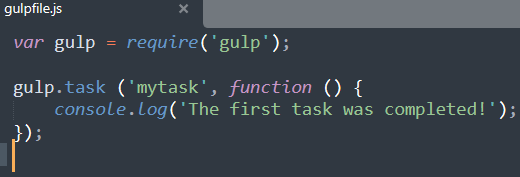 gulpfile.js
var gulp = require('gulp');
gulp.task ('mytask', function () {
    console.log('The first task was completed!');
});